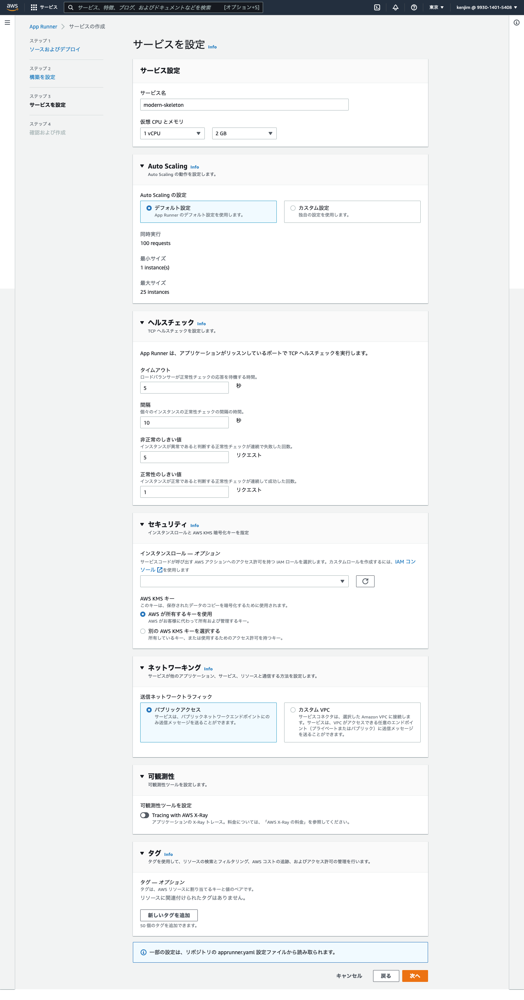 aws
サービス
サービス、特徴、ブログ、およびドキュメントなどを検索
[オプション+S]
東京
kenjim @ 9930-1401-5408
App Runner
サービスの作成
ステップ 1
ソースおよびデプロイ
ステップ 2
構築を設定
ステップ 3
サービスを設定
ステップ 4
確認および作成
サービスを設定 Info
サービス設定
サービス名
modern-skeleton
仮想 CPU とメモリ
1 vCPU
2 GB
Auto Scaling Info
Auto Scaling の動作を設定します。
Auto Scaling の設定
デフォルト設定
App Runner のデフォルト設定を使用します。
カスタム設定
独自の設定を使用します。
同時実行
100 requests
最小サイズ
1 instance(s)
最大サイズ
25 instances
ヘルスチェック Info
TCP ヘルスチェックを設定します。
App Runner は、アプリケーションがリッスンしているポートで TCP ヘルスチェックを実行します。
タイムアウト
ロードバランサーが正常性チェックの応答を待機する時間。
5
秒
間隔
個々のインスタンスの正常性チェックの間隔の時間。
10
秒
非正常のしきい値
インスタンスが異常であると判断する正常性チェックが連続で失敗した回数。
5
リクエスト
正常性のしきい値
インスタンスが正常であると判断する正常性チェックが連続して成功した回数。
1
リクエスト
セキュリティ Info
インスタンスロールと AWS KMS 暗号化キーを指定
インスタンスロール — オプション
サービスコードが呼び出す AWS アクションへのアクセス許可を持つ IAM ロールを選択します。カスタムロールを作成するには、IAM コン
ソール を使用します
AWS KMS キー
このキーは、保存されたデータのコピーを暗号化するために使用されます。
AWS が所有するキーを使用
AWS がお客様に代わって所有および管理するキー。
別の AWS KMS キーを選択する
所有しているキー、または使用するためのアクセス許可を持つキー。
ネットワーキング Info
サービスが他のアプリケーション、サービス、リソースと通信する方法を設定します。
送信ネットワークトラフィック
パブリックアクセス
サービスは、パブリックネットワークエンドポイントにの
み送信メッセージを送ることができます。
カスタム VPC
サービスコネクタは、選択した Amazon VPC に接続しま
す。サービスは、VPC がアクセスできる任意のエンドポイ
ント（プライベートまたはパブリック）に送信メッセージ
を送ることができます。
可観測性
可観測性ツールを設定します。
可観測性ツールを設定
Tracing with AWS X-Ray
アプリケーションの X-Ray トレース。料金については、「AWS X-Ray の料金」を参照してください。
タグ Info
タグを使用して、リソースの検索とフィルタリング、AWS コストの追跡、およびアクセス許可の管理を行います。
タグ — オプション
タグは、AWS リソースに割り当てるキーと値のペアです。
リソースに関連付けられたタグはありません。
新しいタグを追加
50 個のタグを追加できます。
一部の設定は、リポジトリの apprunner.yaml 設定ファイルから読み取られます。
キャンセル
戻る
次へ